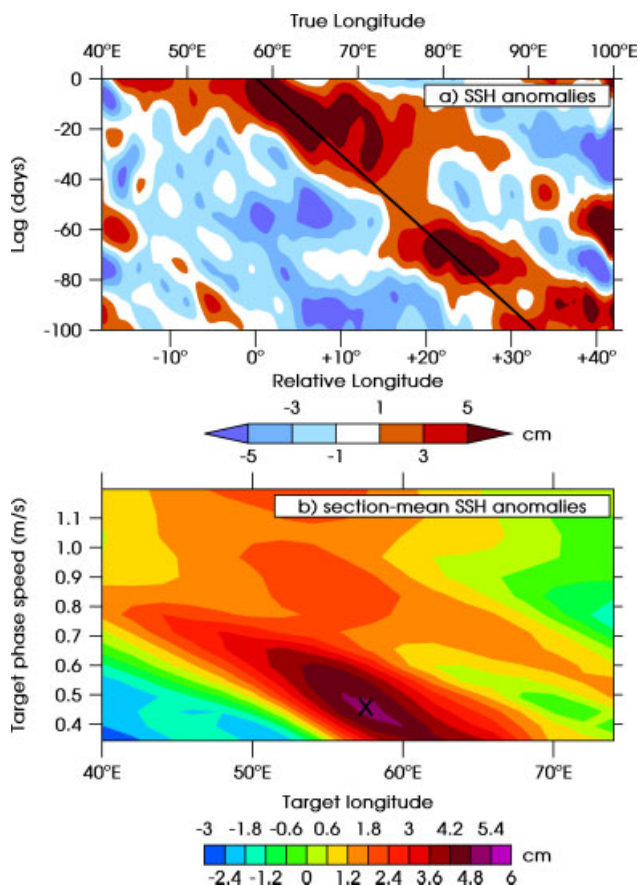 True Longitude
40°E 50°E 60°E 70°E 80°E 90°E 100°E
a) SSH anomalies
Lag (days)
0
-20
-40
-60
-80
-100
-10° 0° +10° +20° +30° +40°
Relative Longitude
-3 1 5
cm
-5 -1 3
b) section-mean SSH anomalies
Target phase speed (m/s)
1.1
1.0
0.9
0.8
0.7
0.6
0.5
0.4
40°E 50°E 60°E 70°E
Target longitude
-3 -1.8 -0.6 0.6 1.8 3 4.2 5.4
cm
-2.4 -1.2 0 1.2 2.4 3.6 4.8 6
X